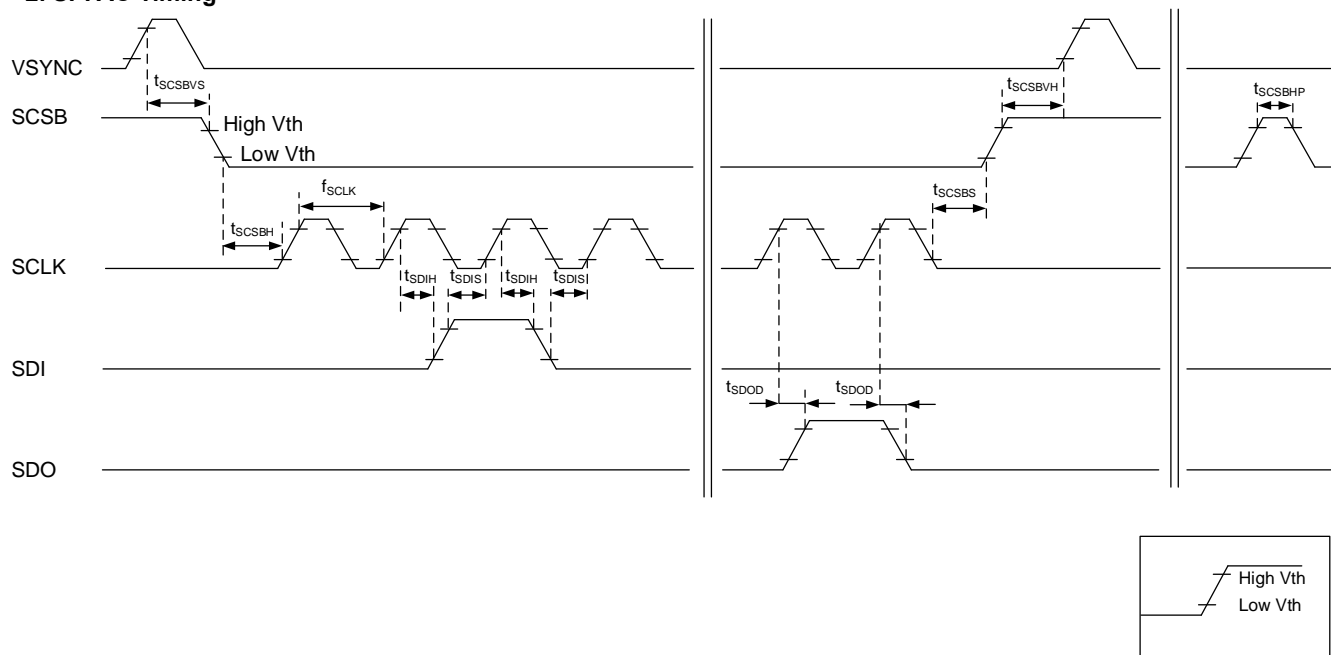 VSYNC
tSCSBVS
tSCSBVH
tSCSBHP
SCSB
High Vth
Low Vth
fSCLK
tSCSBH
tSCSBS
SCLK
tSDIH
tSDIS
tSDIH
tSDIS
SDI
tSDOD
tSDOD
SDO
High Vth
Low Vth